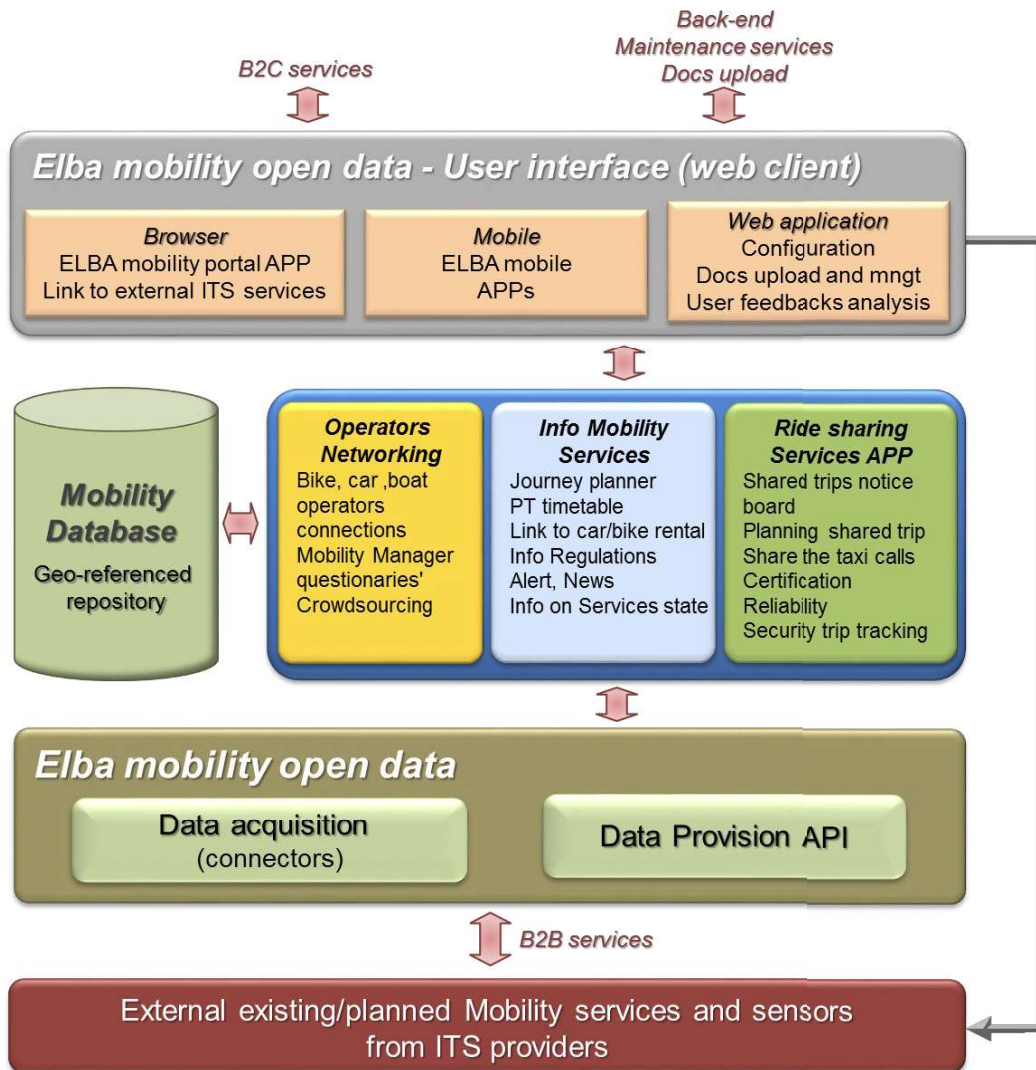 B2C services
Back-end
Maintenance services
Docs upload
Elba mobility open data - User interface (web client)
Browser
ELBA mobility portal APP
Link to external ITS services
Mobile
ELBA mobile
APPs
Web application
Configuration
Docs upload and mngt
User feedbacks analysis
Mobility
Database
Geo-referenced
repository
Operators
Networking
Bike, car ,boat
operators
connections
Mobility Manager
questionaries'
Crowdsourcing
Info Mobility
Services
Journey planner
PT timetable
Link to car/bike rental
Info Regulations
Alert, News
Info on Services state
Ride sharing
Services APP
Shared trips notice
board
Planning shared trip
Share the taxi calls
Certification
Reliability
Security trip tracking
Elba mobility open data
Data acquisition
(connectors)
Data Provision API
B2B services
External existing/planned Mobility services and sensors
from ITS providers